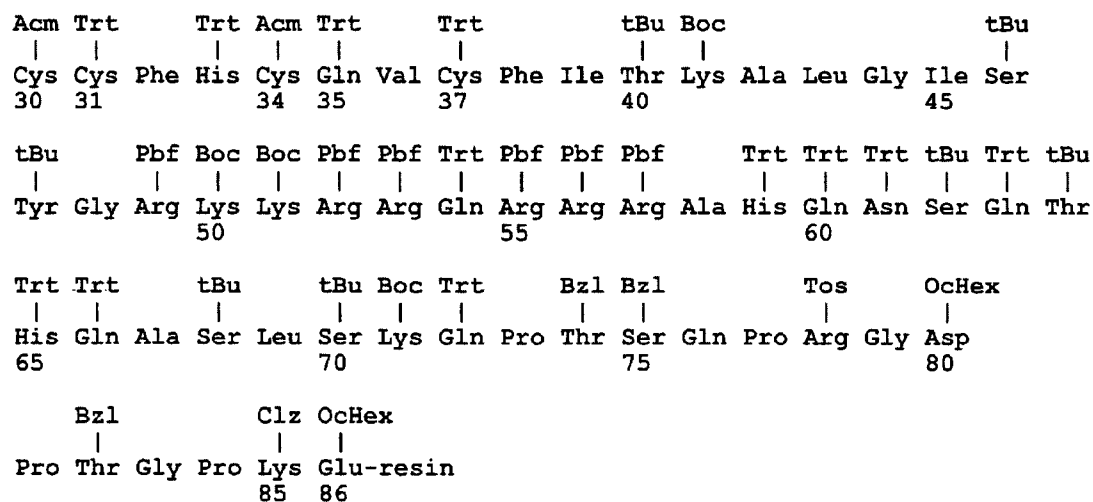 Acm Trt Trt Acm Trt Trt tBu Boc tBu
| | | | | | | | |
Cys Cys Phe His Cys Gln Val Cys Phe Ile Thr Lys Ala Leu Gly Ile Ser
30 31 34 35 37 40 45
tBu Pbf Boc Boc Pbf Pbf Trt Pbf Pbf Pbf Trt Trt Trt tBu Trt tBu
| | | | | | | | | | | | | | | |
Tyr Gly Arg Lys Lys Arg Arg Gln Arg Arg Arg Ala His Gln Asn Ser Gln Thr
50 55 60
Trt Trt tBu tBu Boc Trt Bzl Bzl Tos OcHex
| | | | | | | | | |
His Gln Ala Ser Leu Ser Lys Gln Pro Thr Ser Gln Pro Arg Gly Asp
65 70 75 80
Bzl Clz OcHex
| | |
Pro Thr Gly Pro Lys Glu-resin
85 86